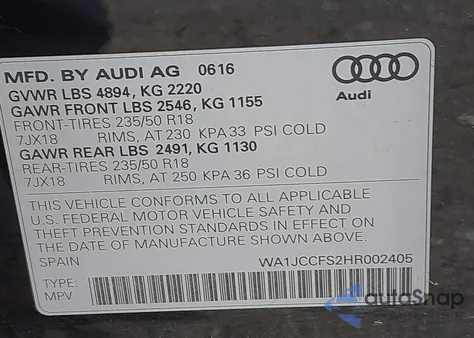 MFD. BY AUDI AG 0616
GVWR LBS 4894, KG 2220
GAWR FRONT LBS 2546, KG 1155
FRONT-TIRES 235/50 R18
7JX18 RIMS, AT 230 KPA 33 PSI COLD
GAWR REAR LBS 2491, KG 1130
REAR-TIRES 235/50 R18
7JX18 RIMS, AT 250 KPA 36 PSI COLD
Audi
THIS VEHICLE CONFORMS TO ALL APPLICABLE
U.S. FEDERAL MOTOR VEHICLE SAFETY AND
THEFT PREVENTION STANDARDS IN EFFECT ON
THE DATE OF MANUFACTURE SHOWN ABOVE.
SPAIN WA1JCCFS2HR002405
TYPE:
MPV
autoSnap